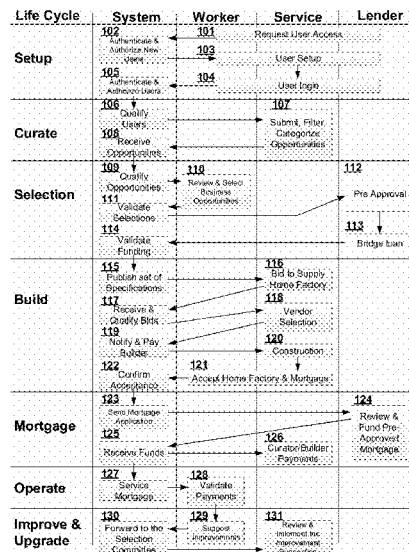 Life Cycle System Worker Service Lender
Setup
102
Authenticate &
Authorize New
Users
101
Request User Access
103
User Setup
105
Authenticate &
Authorize Users
104
User login
Curate
106
Qualify
Users
107
Submit, Filter,
Categorize
Opportunities
108
Receive
Opportunities
Selection
109
Qualify
Opportunities
110
Review & Select
Business
Opportunities
111
Validate
Selections
112
Pre Approval
113
Bridge loan
114
Validate
Funding
Build
115
Publish set of
Specifications
116
Bid to Supply
Home Factory
117
Receive &
Qualify Bids
118
Vendor
Selection
119
Notify & Pay
Builder
120
Construction
121
Accept Home Factory & Mortgage
122
Confirm
Acceptance
Mortgage
123
Send Mortgage
Application
124
Review &
Fund Pre-
Approved
Mortgage
125
Receive Funds
126
Curator/Builder
Payments
Operate
127
Service
Mortgage
128
Validate
Payments
Improve &
Upgrade
130
Forward to the
Selection
Committee
129
Suggest
Improvements
131
Review &
Implement the
Improvement